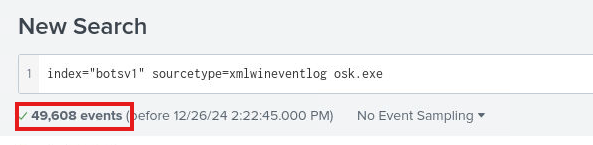 New Search
1 index="botsv1" sourcetype=xmlwineventlog osk.exe
✓ 49,608 events (before 12/26/24 2:22:45.000 PM) No Event Sampling